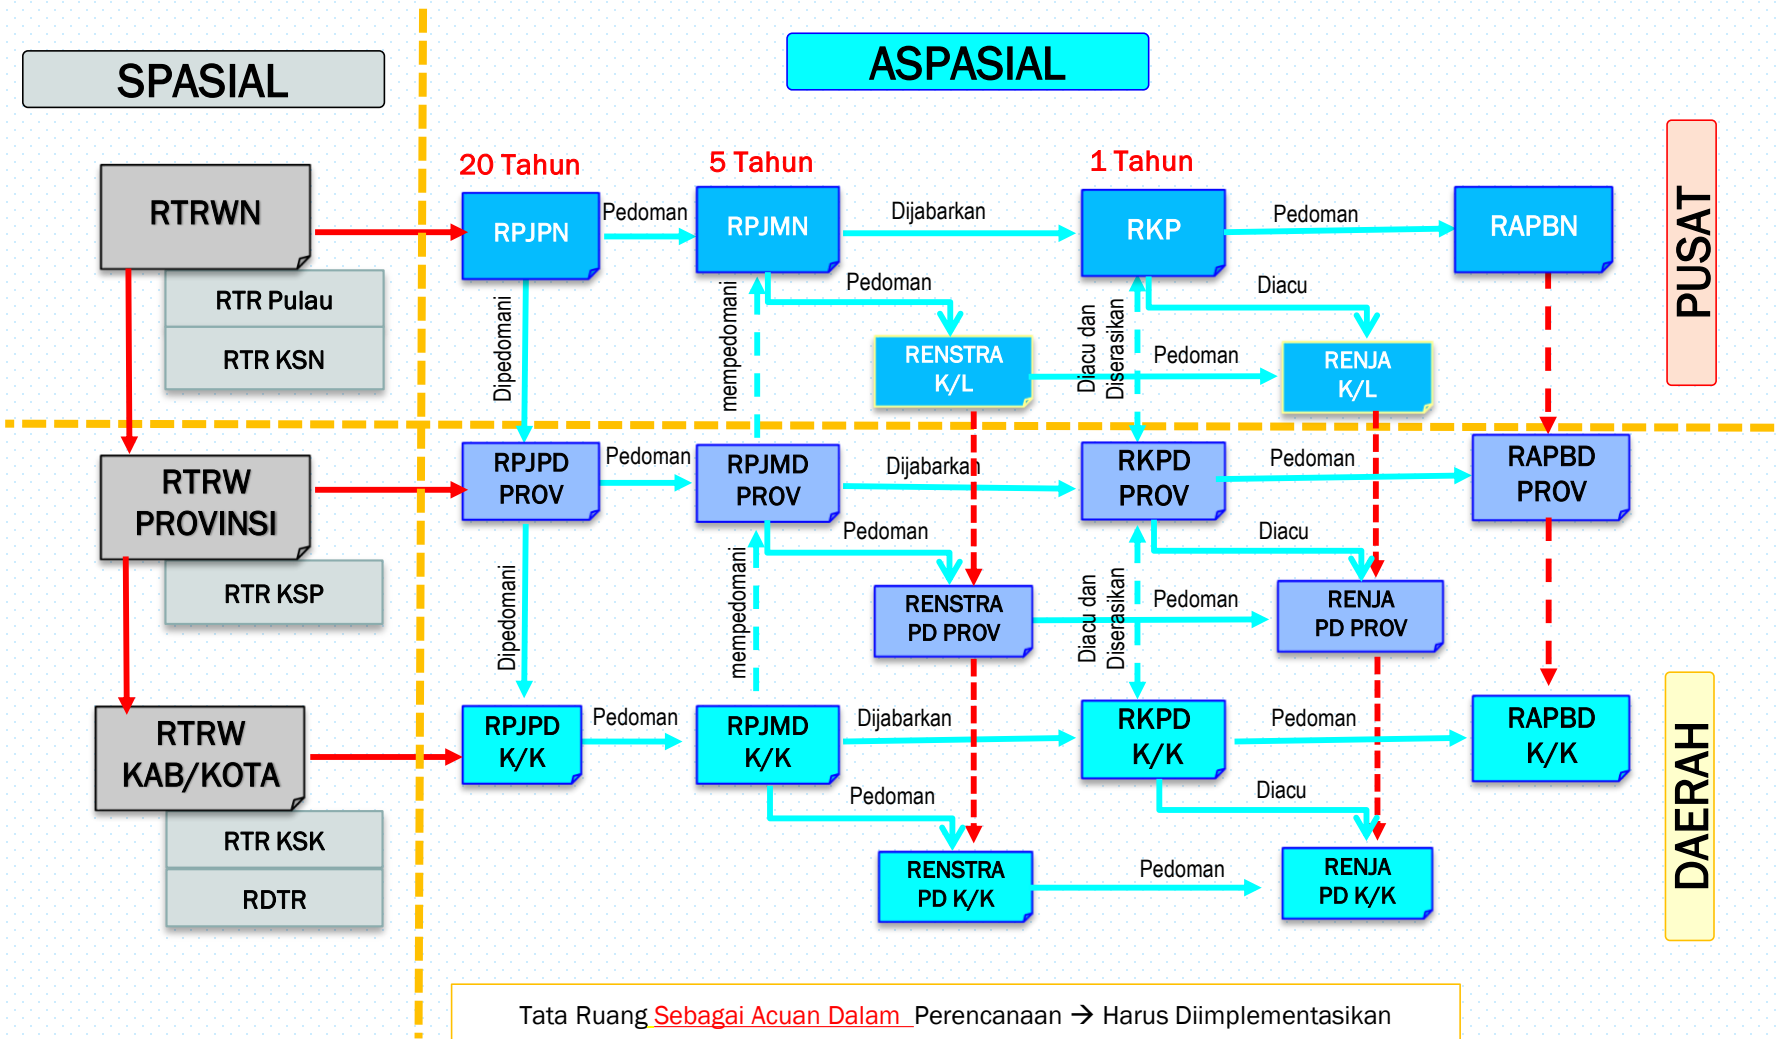 SPASIAL
ASPASIAL
20 Tahun
5 Tahun
1 Tahun
PUSAT
RTRWN
RPJPN
Pedoman
RPJMN
Dijabarkan
RKP
Pedoman
RAPBN
RTR Pulau
RTR KSN
Dipedomani
mempedomani
Pedoman
Diacu dan
Diserasikan
Diacu
RENSTRA
K/L
Pedoman
RENJA
K/L
RTRW
PROVINSI
RPJPD
PROV
Pedoman
RPJMD
PROV
Dijabarkan
RKPD
PROV
Pedoman
RAPBD
PROV
RTR KSP
Dipedomani
mempedomani
Pedoman
Diacu dan
Diserasikan
Diacu
RENSTRA
PD PROV
Pedoman
RENJA
PD PROV
DAERAH
RTRW
KAB/KOTA
RPJPD
K/K
Pedoman
RPJMD
K/K
Dijabarkan
RKPD
K/K
Pedoman
RAPBD
K/K
RTR KSK
RDTR
Pedoman
Diacu
RENSTRA
PD K/K
Pedoman
RENJA
PD K/K
Tata Ruang Sebagai Acuan Dalam Perencanaan → Harus Diimplementasikan